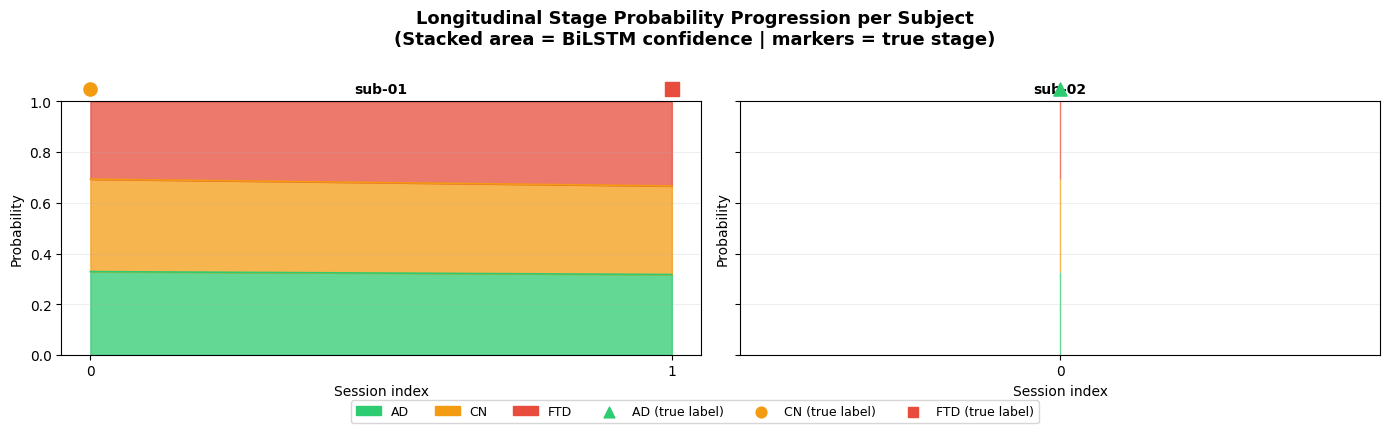 Longitudinal Stage Probability Progression per Subject
(Stacked area = BiLSTM confidence | markers = true stage)
sub-01
sub-02
1.0
0.8
0.6
0.4
0.2
0.0
Probability
Probability
0
1
0
Session index
Session index
AD
CN
FTD
AD (true label)
CN (true label)
FTD (true label)